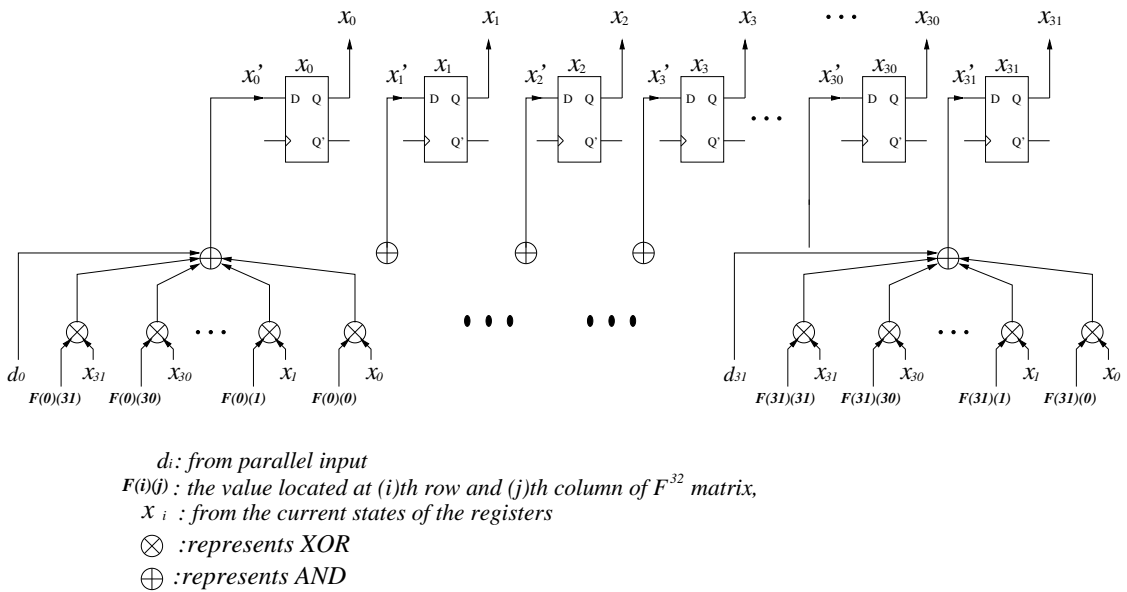 x0 x1 x2 x3 ... x30 x31
x0' x0 x1' x1 x2' x2 x3' x3 x'30 x30 x'31 x31
D Q D Q D Q D Q ... D Q D Q
Q' Q' Q' Q' Q' Q'
d0 x31 x30 x1 x0 d31 x31 x30 x1 x0
F(0)(31) F(0)(30) F(0)(1) F(0)(0) F(31)(31) F(31)(30) F(31)(1) F(31)(0)
di : from parallel input
F(i)(j) : the value located at (i)th row and (j)th column of F^32 matrix,
x i : from the current states of the registers
⊗ :represents XOR
⊕ :represents AND